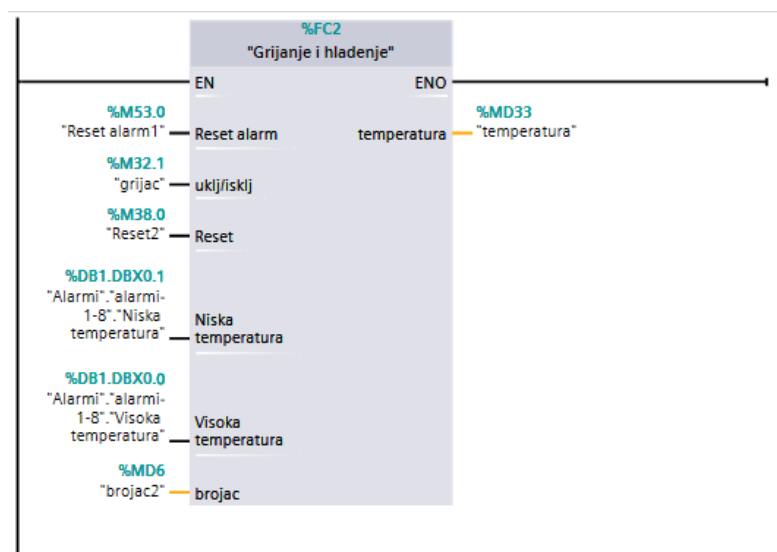 %FC2
"Grijanje i hladenje"
EN
ENO
%M53.0
"Reset alarm1"
Reset alarm
temperatura
%MD33
"temperatura"
%M32.1
"grijac"
uklj/isklj
%M38.0
"Reset2"
Reset
%DB1.DBX0.1
"Alarmi"."alarmi-
1-8"."Niska
temperatura"
Niska
temperatura
%DB1.DBX0.0
"Alarmi"."alarmi-
1-8"."Visoka
temperatura"
Visoka
temperatura
%MD6
"brojac2"
brojac